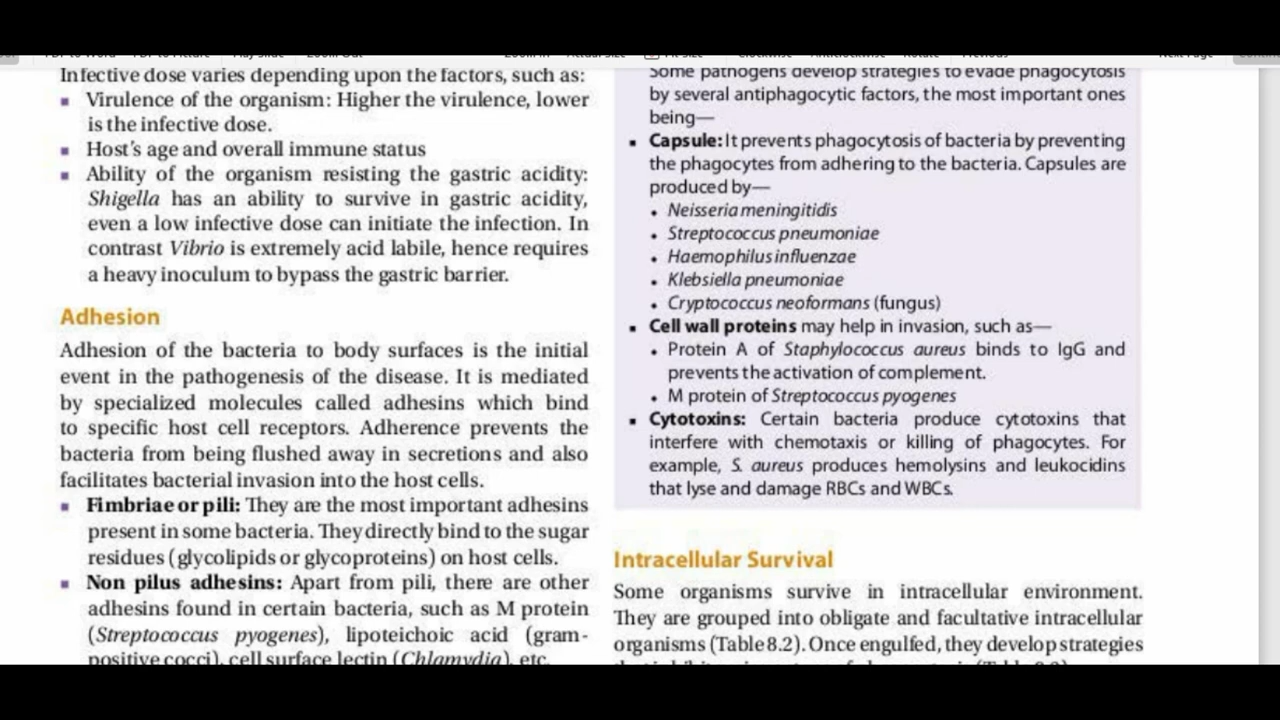 Infective dose varies depending upon the factors, such as:
▪ Virulence of the organism: Higher the virulence, lower
is the infective dose.
▪ Host's age and overall immune status
▪ Ability of the organism resisting the gastric acidity:
Shigella has an ability to survive in gastric acidity,
even a low infective dose can initiate the infection. In
contrast Vibrio is extremely acid labile, hence requires
a heavy inoculum to bypass the gastric barrier.
Adhesion
Adhesion of the bacteria to body surfaces is the initial
event in the pathogenesis of the disease. It is mediated
by specialized molecules called adhesins which bind
to specific host cell receptors. Adherence prevents the
bacteria from being flushed away in secretions and also
facilitates bacterial invasion into the host cells.
▪ Fimbriae or pili: They are the most important adhesins
present in some bacteria. They directly bind to the sugar
residues (glycolipids or glycoproteins) on host cells.
▪ Non pilus adhesins: Apart from pili, there are other
adhesins found in certain bacteria, such as M protein
(Streptococcus pyogenes), lipoteichoic acid (gram-
positive cocci), cell surface lectin (Chlamydia), etc.
Some pathogens develop strategies to evade phagocytosis
by several antiphagocytic factors, the most important ones
being—
▪ Capsule: It prevents phagocytosis of bacteria by preventing
the phagocytes from adhering to the bacteria. Capsules are
produced by—
• Neisseria meningitidis
• Streptococcus pneumoniae
• Haemophilus influenzae
• Klebsiella pneumoniae
• Cryptococcus neoformans (fungus)
▪ Cell wall proteins may help in invasion, such as—
• Protein A of Staphylococcus aureus binds to IgG and
prevents the activation of complement.
• M protein of Streptococcus pyogenes
▪ Cytotoxins: Certain bacteria produce cytotoxins that
interfere with chemotaxis or killing of phagocytes. For
example, S. aureus produces hemolysins and leukocidins
that lyse and damage RBCs and WBCs.
Intracellular Survival
Some organisms survive in intracellular environment.
They are grouped into obligate and facultative intracellular
organisms (Table 8.2). Once engulfed, they develop strategies